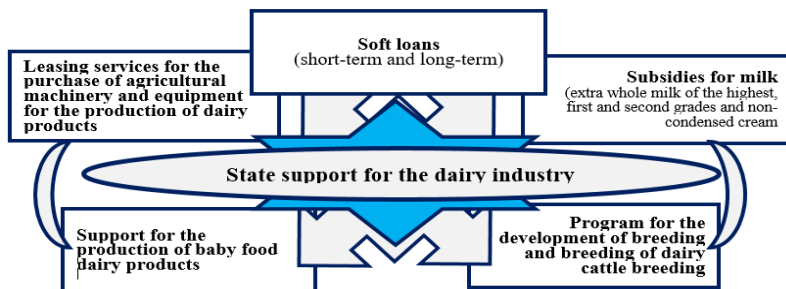 Soft loans
(short-term and long-term)
Leasing services for the
purchase of agricultural
machinery and equipment
for the production of dairy
products
Subsidies for milk
(extra whole milk of the highest,
first and second grades and non-
condensed cream
State support for the dairy industry
Support for the
production of baby food
dairy products
Program for the
development of breeding
and breeding of dairy
cattle breeding